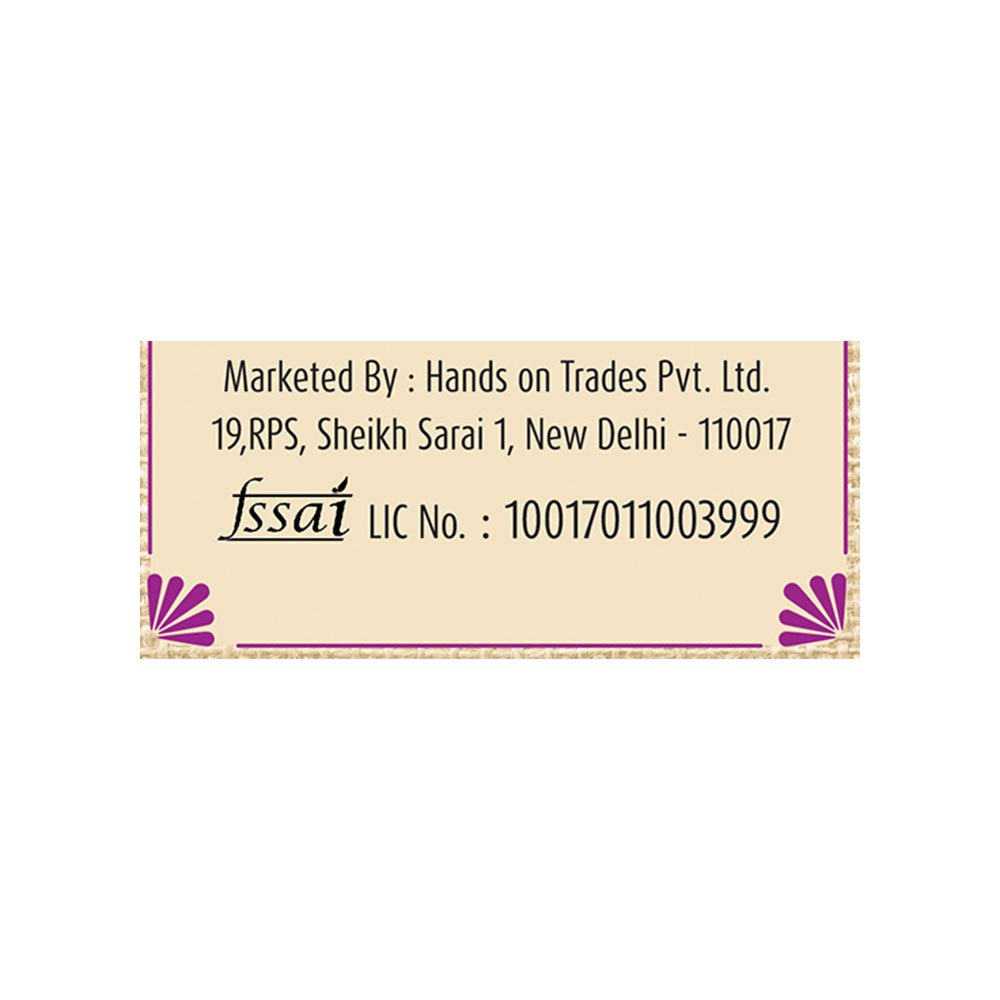 Marketed By : Hands on Trades Pvt. Ltd.
19,RPS, Sheikh Sarai 1, New Delhi - 110017
fssai LIC No. : 10017011003999